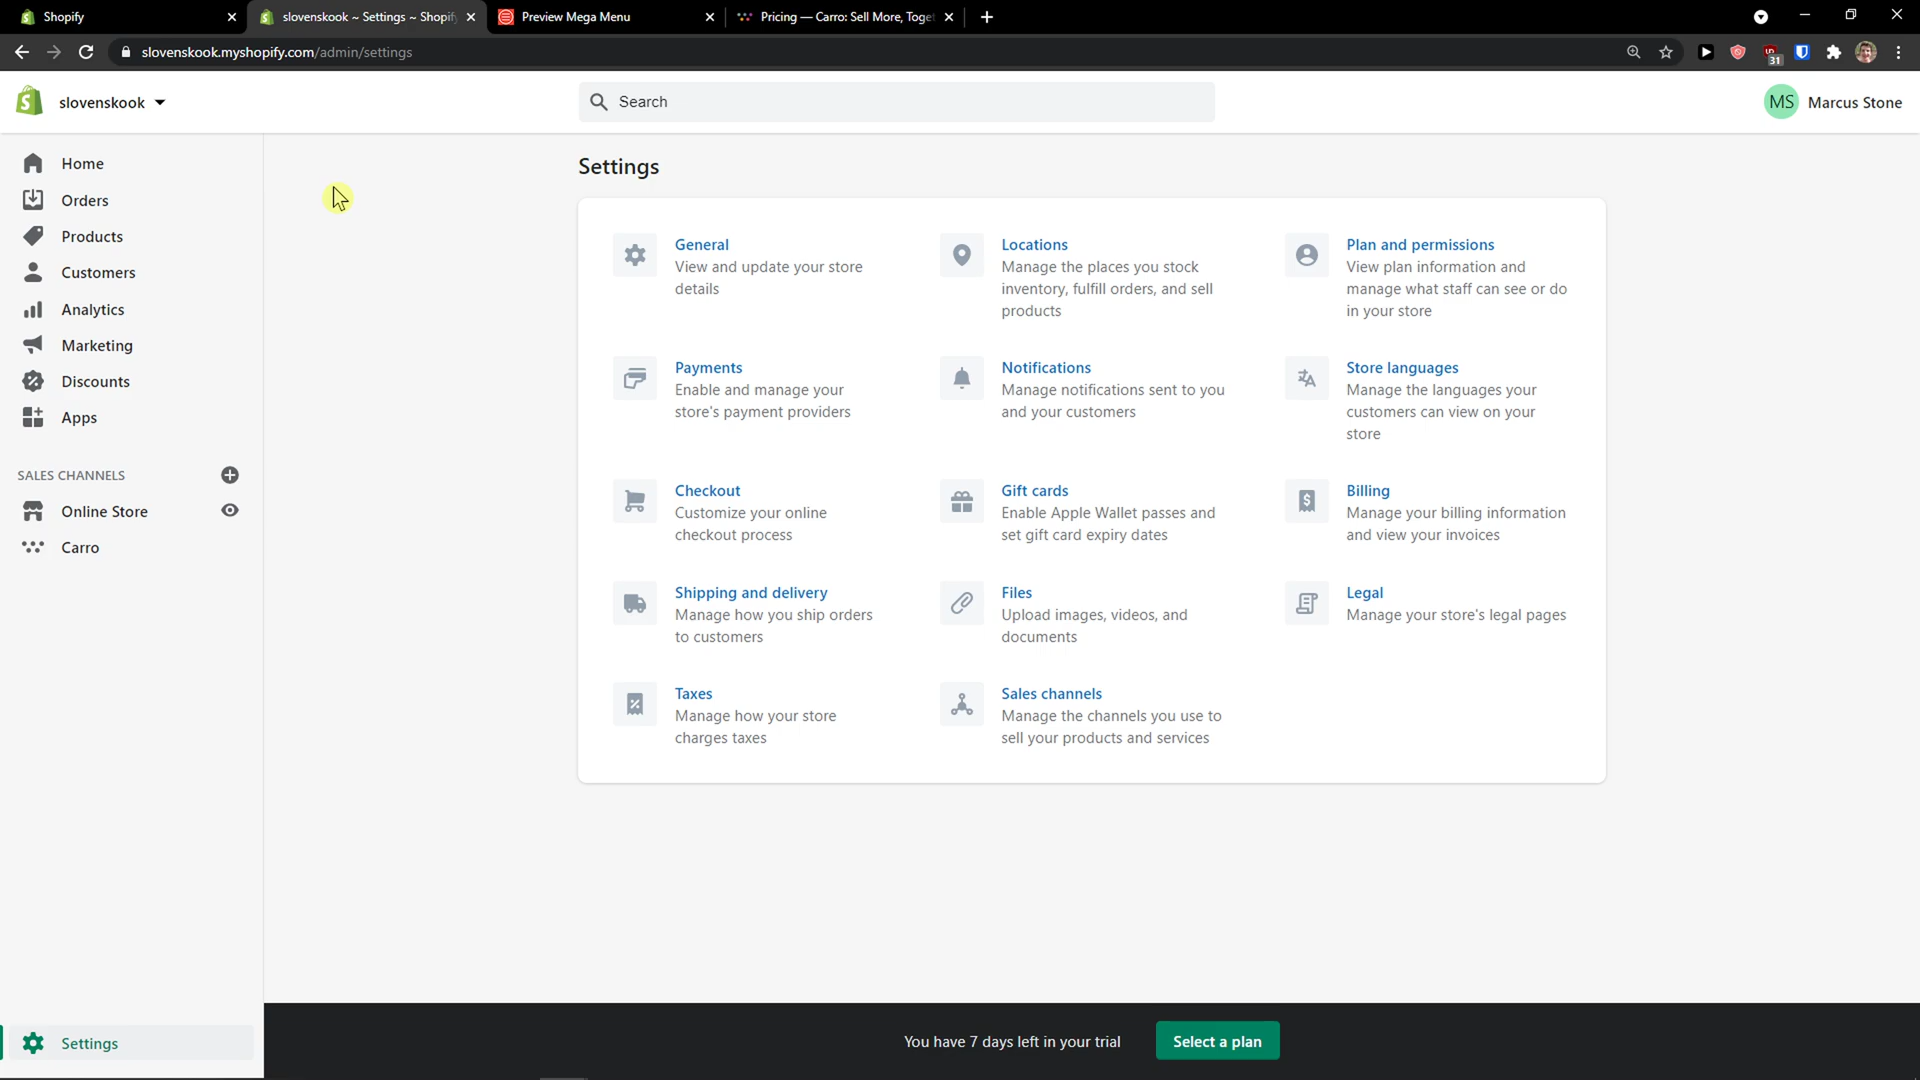 Shopify
slovenskook ~ Settings ~ Shopify
Preview Mega Menu
Pricing — Carro: Sell More, Toge
slovenskook.myshopify.com/admin/settings
31
slovenskook
Search
MS
Marcus Stone
Home
Orders
Products
Customers
Analytics
Marketing
Discounts
Apps
SALES CHANNELS
Online Store
Carro
Settings
Settings
General
View and update your store
details
Locations
Manage the places you stock
inventory, fulfill orders, and sell
products
Plan and permissions
View plan information and
manage what staff can see or do
in your store
Payments
Enable and manage your
store's payment providers
Notifications
Manage notifications sent to you
and your customers
Store languages
Manage the languages your
customers can view on your
store
Checkout
Customize your online
checkout process
Gift cards
Enable Apple Wallet passes and
set gift card expiry dates
Billing
Manage your billing information
and view your invoices
Shipping and delivery
Manage how you ship orders
to customers
Files
Upload images, videos, and
documents
Legal
Manage your store's legal pages
Taxes
Manage how your store
charges taxes
Sales channels
Manage the channels you use to
sell your products and services
You have 7 days left in your trial
Select a plan